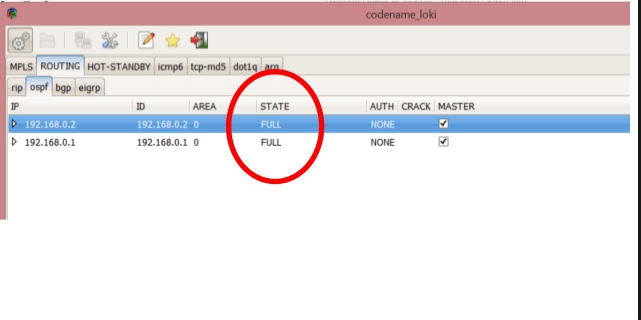 codename_loki
MPLS ROUTING HOT-STANDBY icmp6 tcp-md5 dot1q arp
rip ospf bgp eigrp
IP ID AREA STATE AUTH CRACK MASTER
192.168.0.2 192.168.0.2 0 FULL NONE
192.168.0.1 192.168.0.1 0 FULL NONE